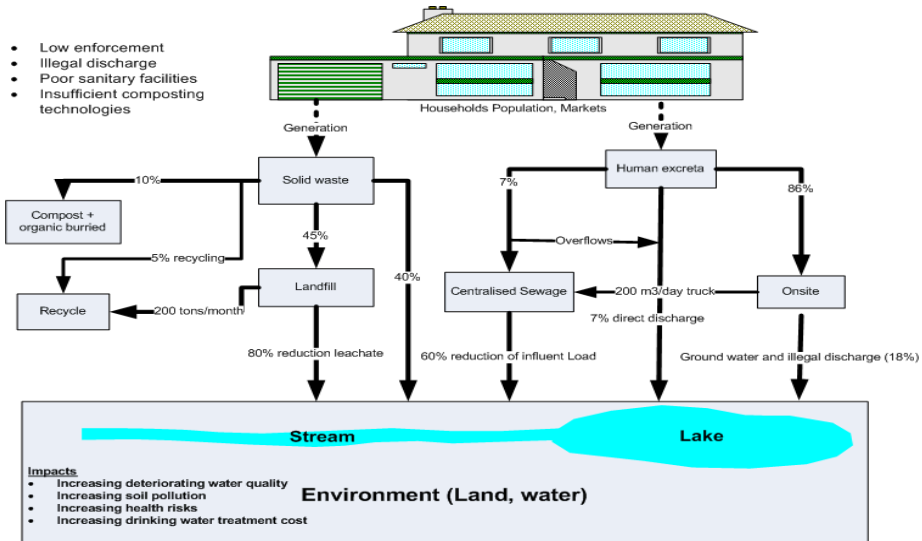 • Low enforcement
• Illegal discharge
• Poor sanitary facilities
• Insufficient composting
technologies
Households Population, Markets
Generation
Generation
Solid waste
Human excreta
10%
7%
86%
Compost +
organic burried
45%
Overflows
5% recycling
40%
Landfill
Centralised Sewage
200 m3/day truck
Onsite
Recycle
200 tons/month
7% direct discharge
80% reduction leachate
60% reduction of influent Load
Ground water and illegal discharge (18%)
Stream
Lake
Impacts
• Increasing deteriorating water quality
• Increasing soil pollution
• Increasing health risks
• Increasing drinking water treatment cost
Environment (Land, water)